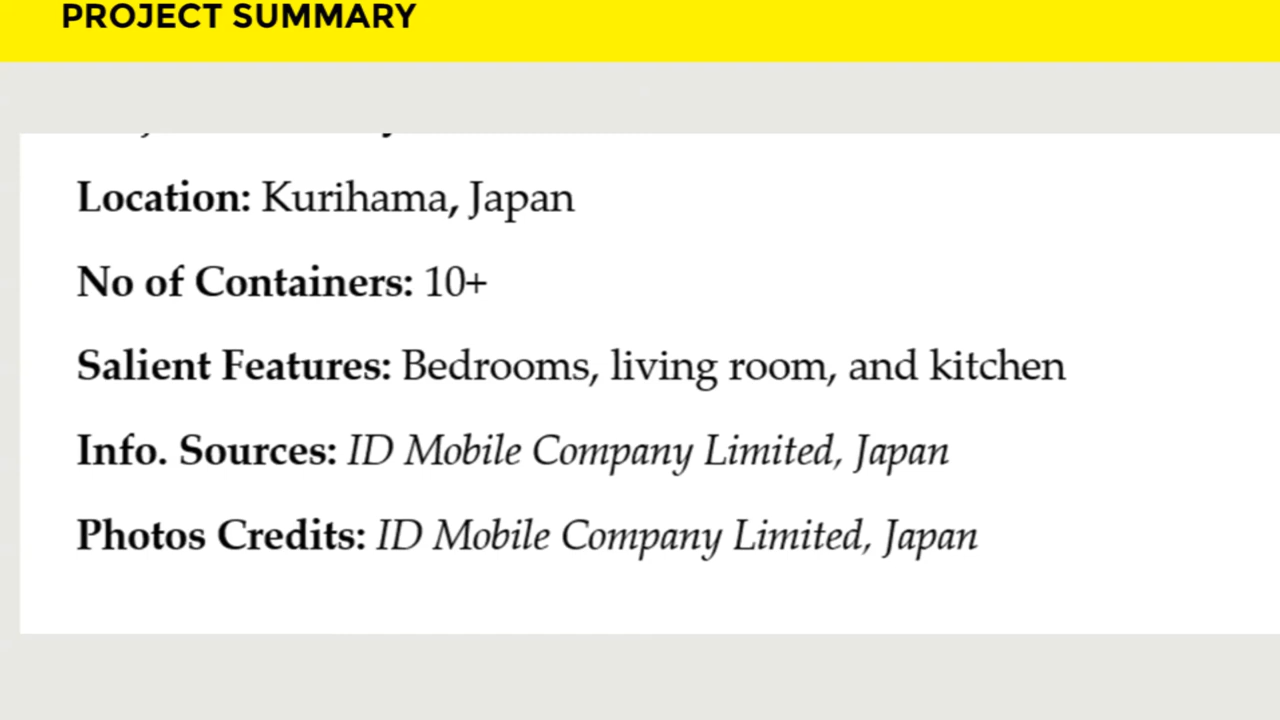 PROJECT SUMMARY
Location: Kurihama, Japan
No of Containers: 10+
Salient Features: Bedrooms, living room, and kitchen
Info. Sources: ID Mobile Company Limited, Japan
Photos Credits: ID Mobile Company Limited, Japan